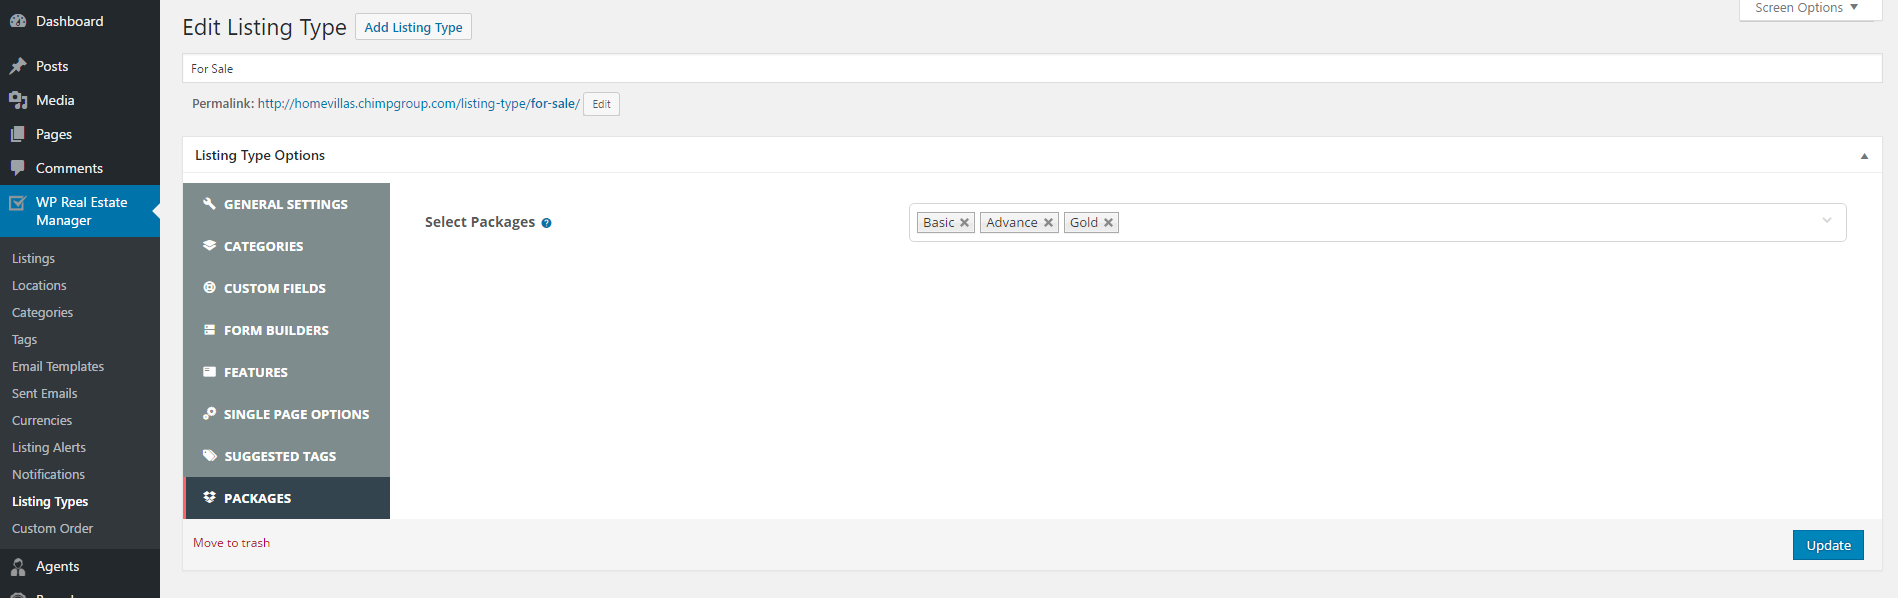 Dashboard
Posts
Media
Pages
Comments
WP Real Estate
Manager
Listings
Locations
Categories
Tags
Email Templates
Sent Emails
Currencies
Listing Alerts
Notifications
Listing Types
Custom Order
Agents
Screen Options
Edit Listing Type Add Listing Type
For Sale
Permalink: http://homevillas.chimpgroup.com/listing-type/for-sale/ Edit
Listing Type Options
GENERAL SETTINGS
CATEGORIES
CUSTOM FIELDS
FORM BUILDERS
FEATURES
SINGLE PAGE OPTIONS
SUGGESTED TAGS
PACKAGES
Select Packages ?
Basic Advance Gold
Move to trash
Update